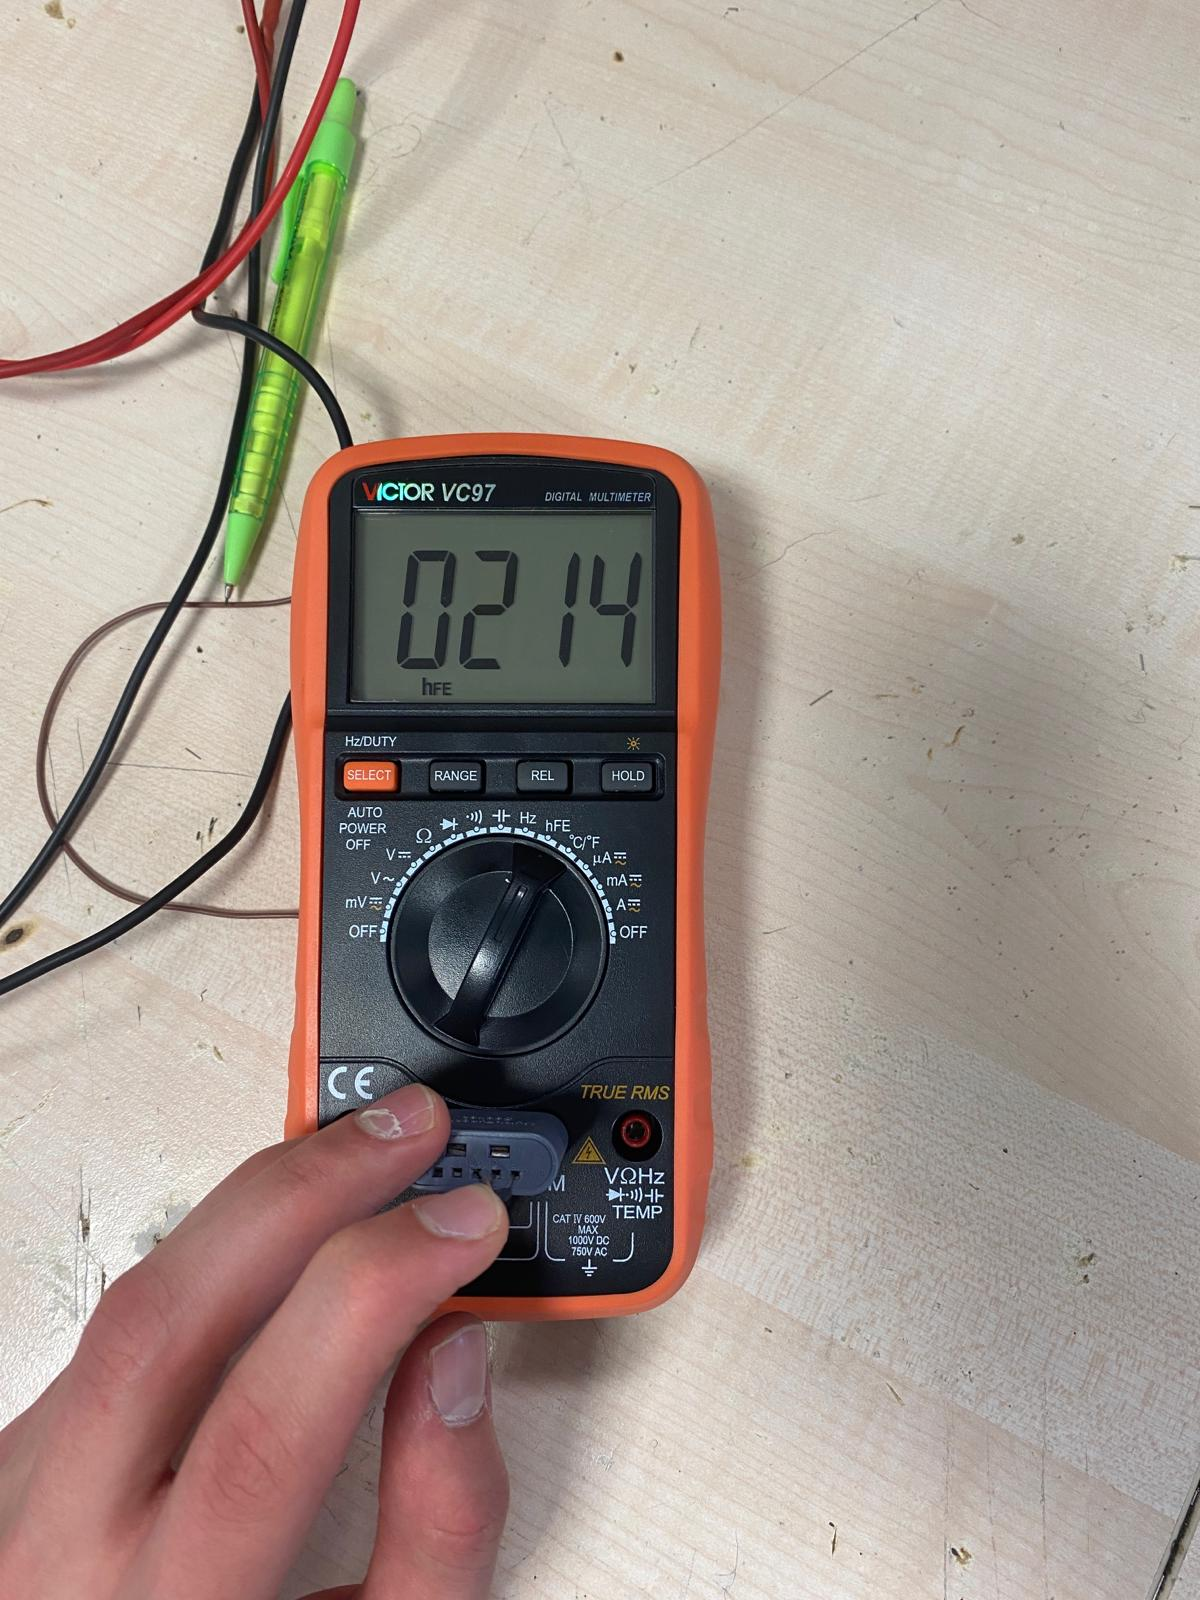 VICTOR VC97
DIGITAL MULTIMETER
0214
hFE
Hz/DUTY
SELECT
RANGE
REL
HOLD
AUTO
POWER
OFF
Ω
Hz
hFE
°C/°F
V
μA
V~
mA
mV
A
OFF
OFF
CE
TRUE RMS
M
VΩHz
TEMP
CAT IV 600V
MAX
1000V DC
750V AC